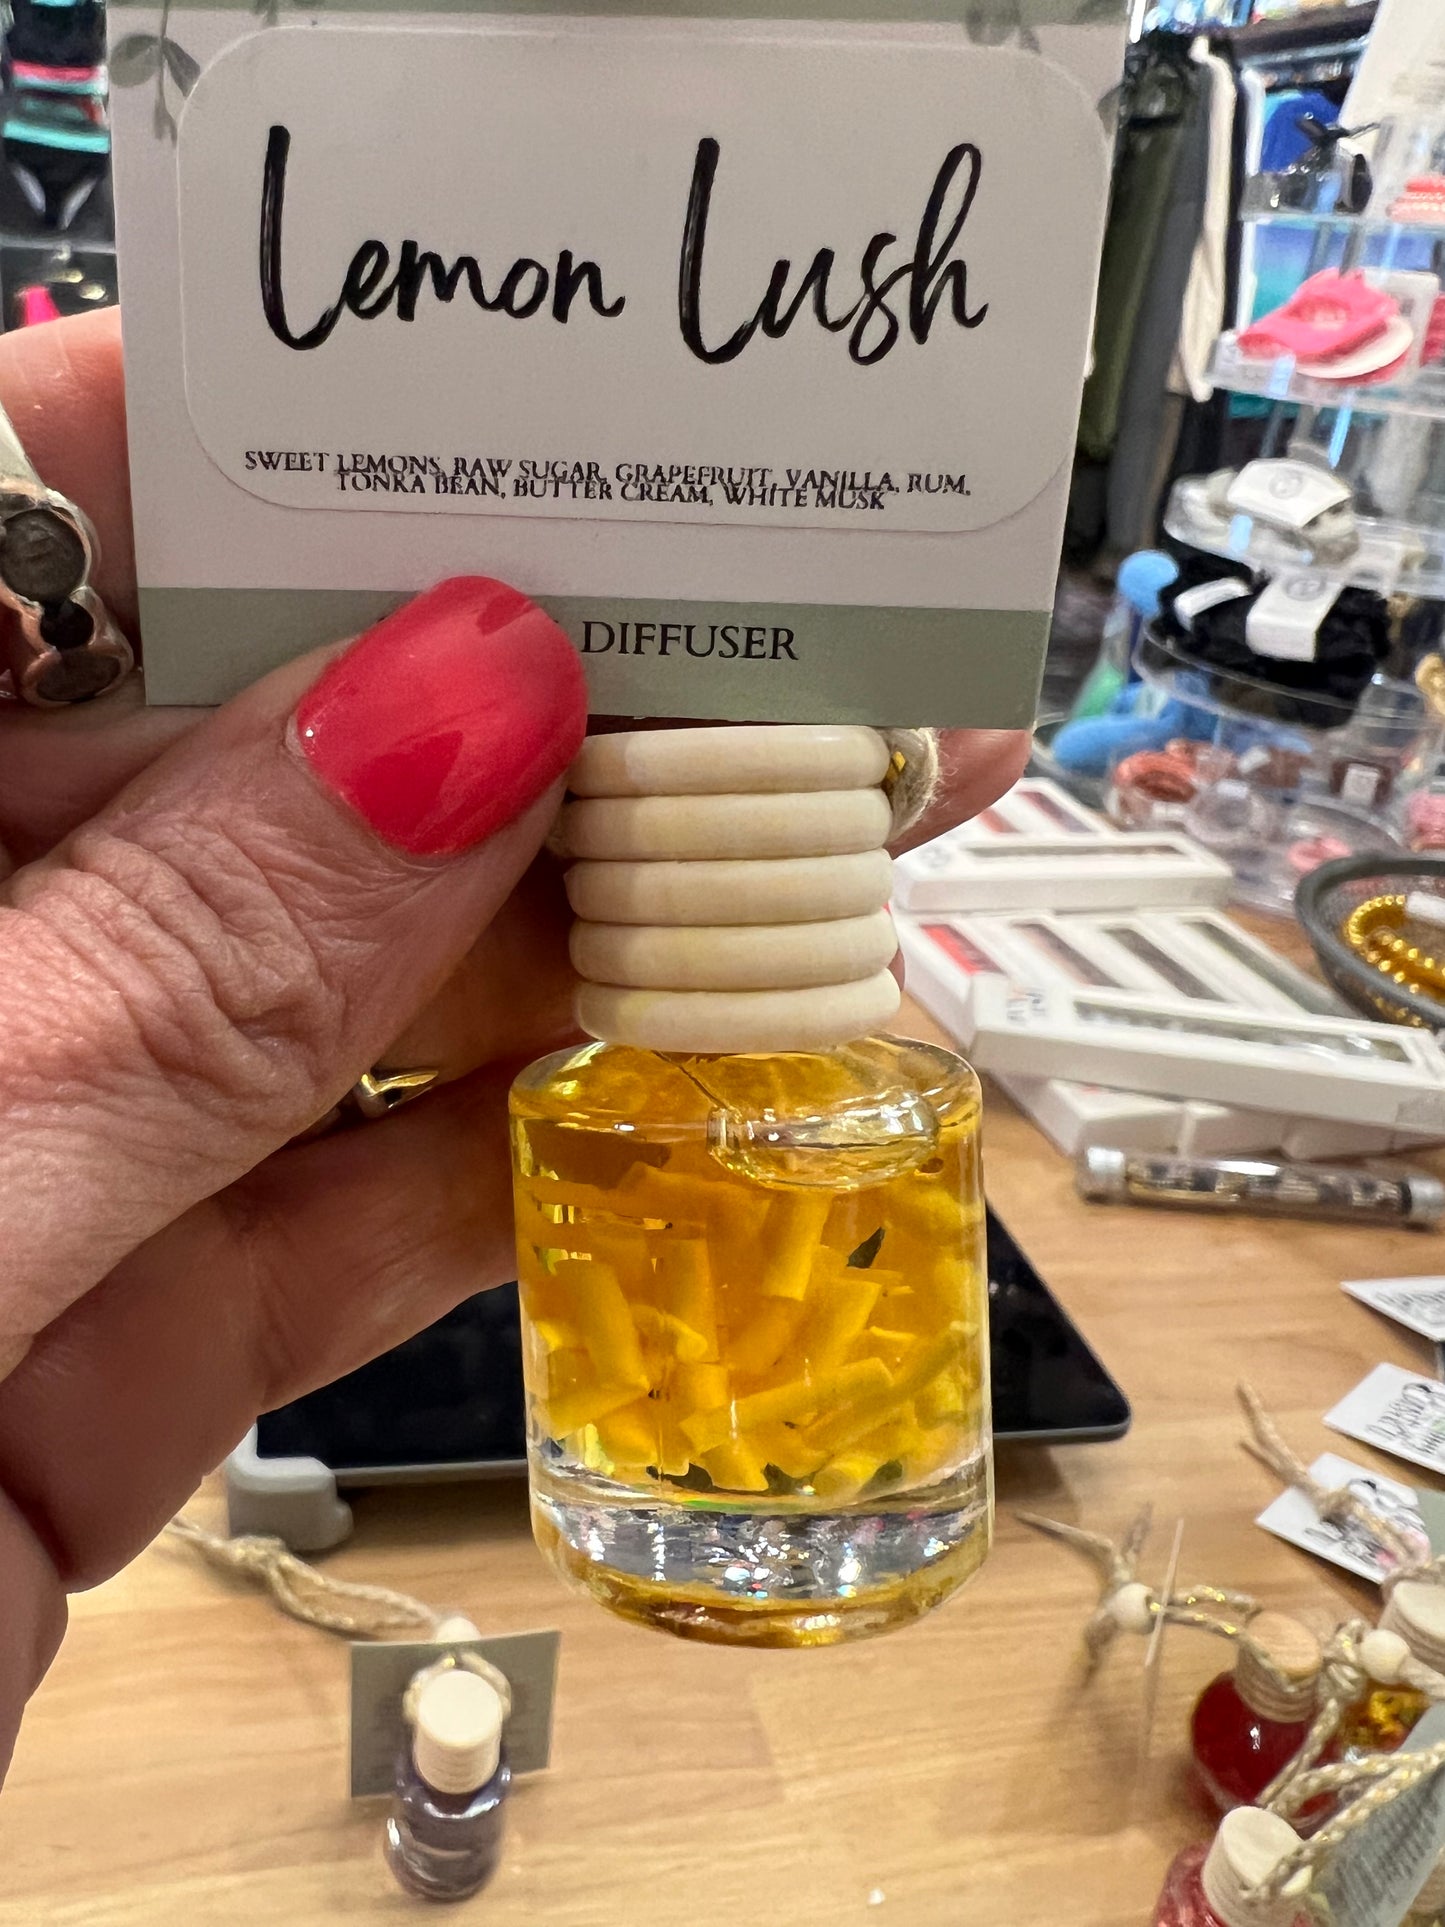 Lemon Lush
SWEET LEMONS, RAW SUGAR, GRAPEFRUIT, VANILLA, RUM,
TONKA BEAN, BUTTER CREAM, WHITE MUSK
DIFFUSER